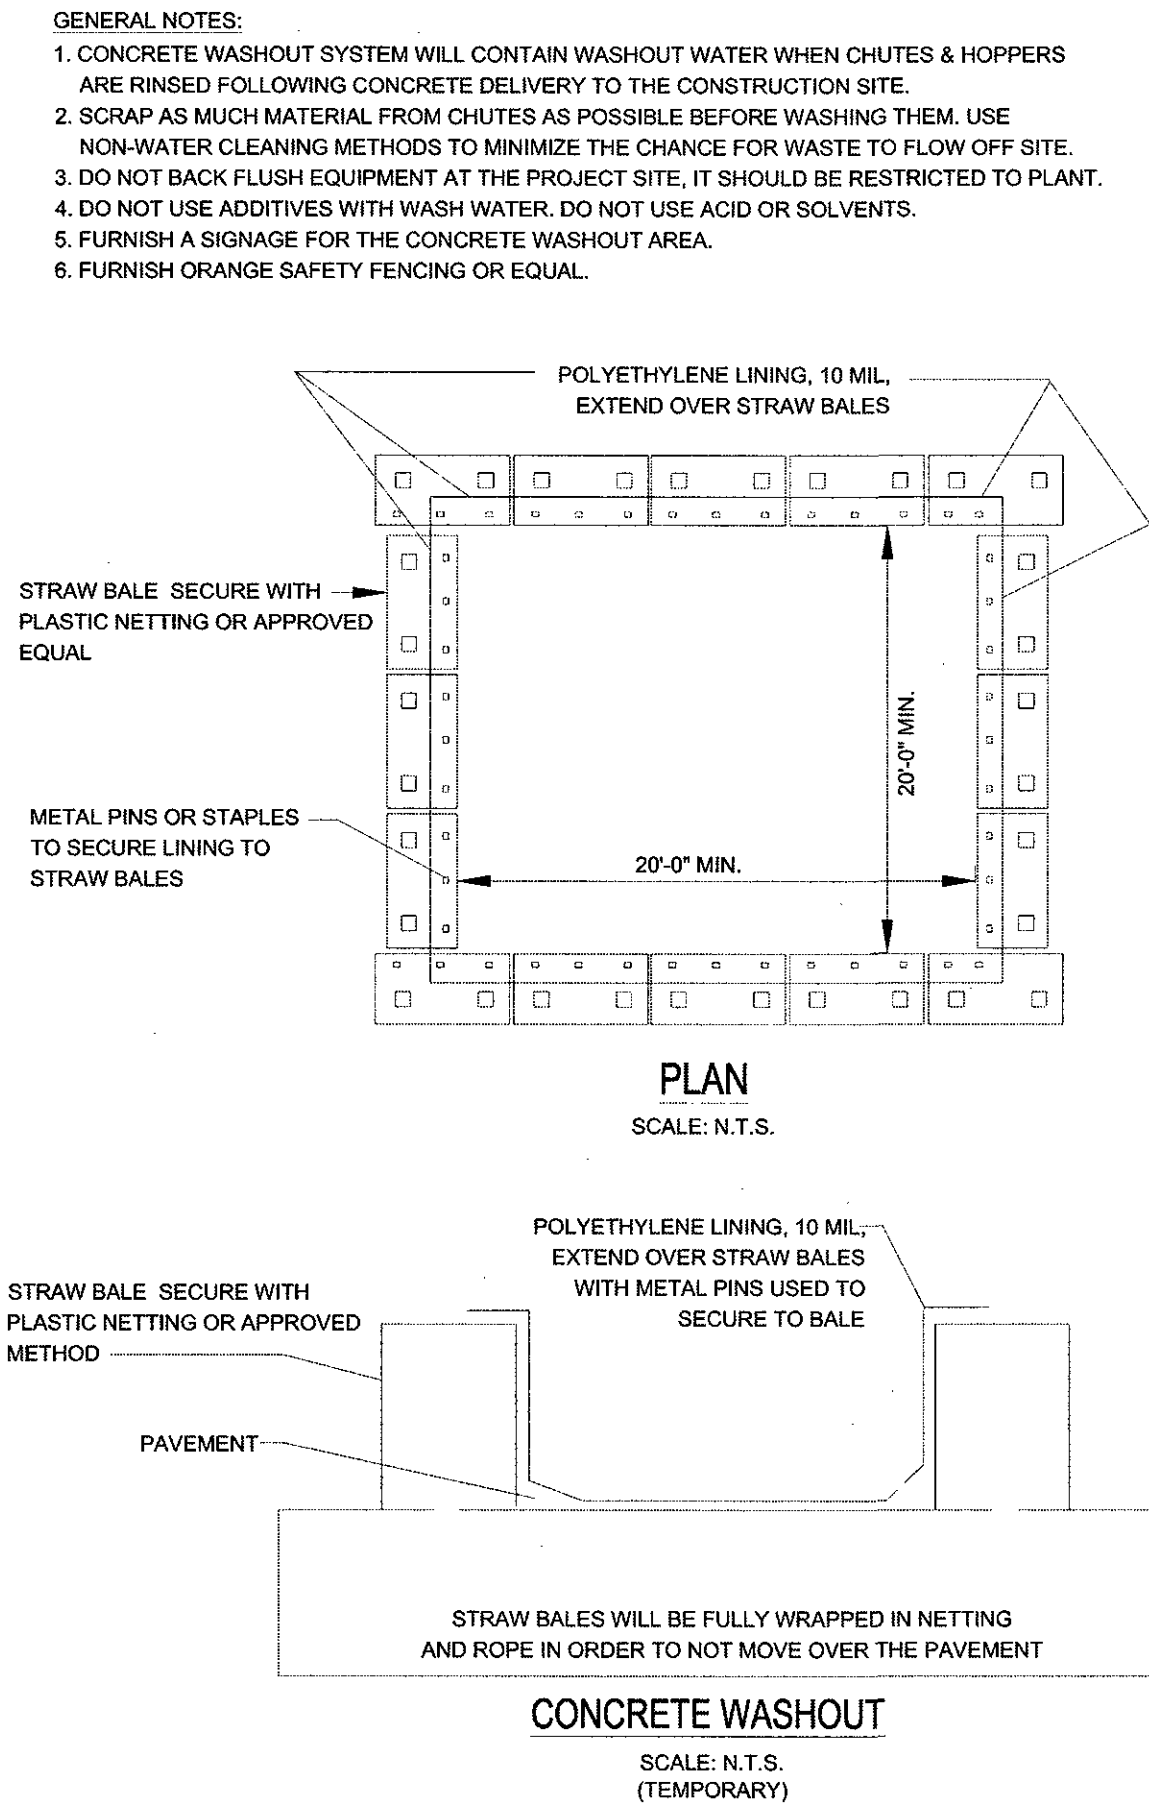 GENERAL NOTES:
1. CONCRETE WASHOUT SYSTEM WILL CONTAIN WASHOUT WATER WHEN CHUTES & HOPPERS
ARE RINSED FOLLOWING CONCRETE DELIVERY TO THE CONSTRUCTION SITE.
2. SCRAP AS MUCH MATERIAL FROM CHUTES AS POSSIBLE BEFORE WASHING THEM. USE
NON-WATER CLEANING METHODS TO MINIMIZE THE CHANCE FOR WASTE TO FLOW OFF SITE.
3. DO NOT BACK FLUSH EQUIPMENT AT THE PROJECT SITE, IT SHOULD BE RESTRICTED TO PLANT.
4. DO NOT USE ADDITIVES WITH WASH WATER. DO NOT USE ACID OR SOLVENTS.
5. FURNISH A SIGNAGE FOR THE CONCRETE WASHOUT AREA.
6. FURNISH ORANGE SAFETY FENCING OR EQUAL.
POLYETHYLENE LINING, 10 MIL,
EXTEND OVER STRAW BALES
STRAW BALE SECURE WITH
PLASTIC NETTING OR APPROVED
EQUAL
20'-0" MIN.
METAL PINS OR STAPLES
TO SECURE LINING TO
STRAW BALES
20'-0" MIN.
PLAN
SCALE: N.T.S.
POLYETHYLENE LINING, 10 MIL,
EXTEND OVER STRAW BALES
WITH METAL PINS USED TO
SECURE TO BALE
STRAW BALE SECURE WITH
PLASTIC NETTING OR APPROVED
METHOD
PAVEMENT
STRAW BALES WILL BE FULLY WRAPPED IN NETTING
AND ROPE IN ORDER TO NOT MOVE OVER THE PAVEMENT
CONCRETE WASHOUT
SCALE: N.T.S.
(TEMPORARY)